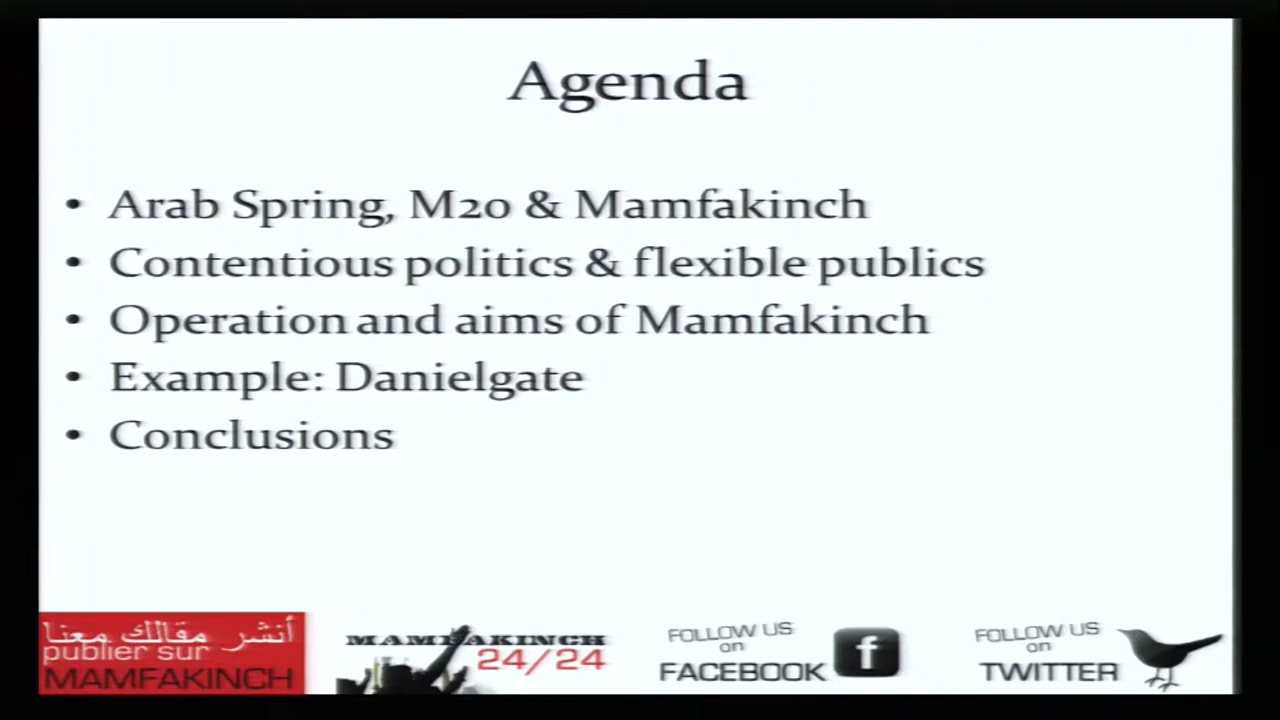 Agenda
• Arab Spring, M20 & Mamfakinch
• Contentious politics & flexible publics
• Operation and aims of Mamfakinch
• Example: Danielgate
• Conclusions
أنشر مقالك معنا
publier sur
MAMFAKINCH
MAMFAKINCH
24/24
FOLLOW US
on
FACEBOOK
f
FOLLOW US
on
TWITTER